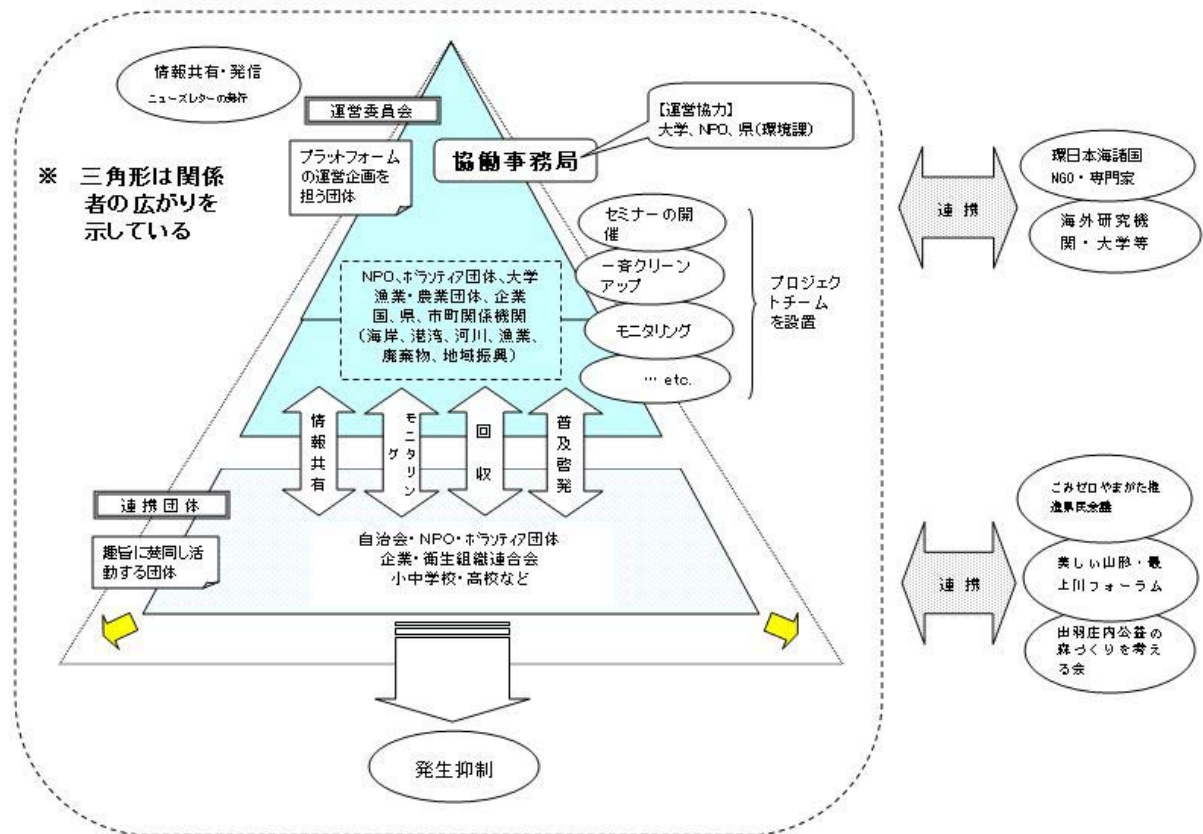 情報共有・発信
ニューズレターの発行
運営委員会
プラットフォーム
の運営企画を
担う団体
※ 三角形は関係
者の広がりを
示している
【運営協力】
大学、NPO、県(環境課)
協働事務局
セミナーの開
催
一斉クリーン
アップ
モニタリング
… etc.
プロジェク
トチーム
を設置
NPO、ボランティア団体、大学
漁業・農業団体、企業
国、県、市町関係機関
(海岸、港湾、河川、漁業、
廃棄物、地域振興)
情報共有
モニタリング
回収
普及啓発
連携団体
趣旨に賛同し活
動する団体
自治会・NPO・ボランティア団体
企業・衛生組織連合会
小中学校・高校など
発生抑制
連携
環日本海諸国
NGO・専門家
海外研究機
関・大学等
連携
ごみゼロやまがた推
進県民会議
美しい山形・最
上川フォーラム
出羽庄内公益の
森づくりを考え
る会